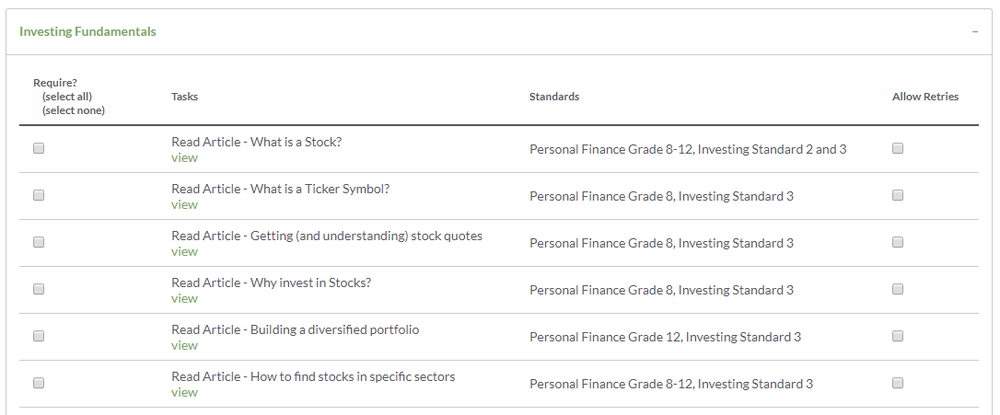 Investing Fundamentals
–
Require?
(select all)
(select none)
Tasks
Standards
Allow Retries
Read Article - What is a Stock?
view
Personal Finance Grade 8-12, Investing Standard 2 and 3
Read Article - What is a Ticker Symbol?
view
Personal Finance Grade 8, Investing Standard 3
Read Article - Getting (and understanding) stock quotes
view
Personal Finance Grade 8, Investing Standard 3
Read Article - Why invest in Stocks?
view
Personal Finance Grade 8, Investing Standard 3
Read Article - Building a diversified portfolio
view
Personal Finance Grade 12, Investing Standard 3
Read Article - How to find stocks in specific sectors
view
Personal Finance Grade 8-12, Investing Standard 3